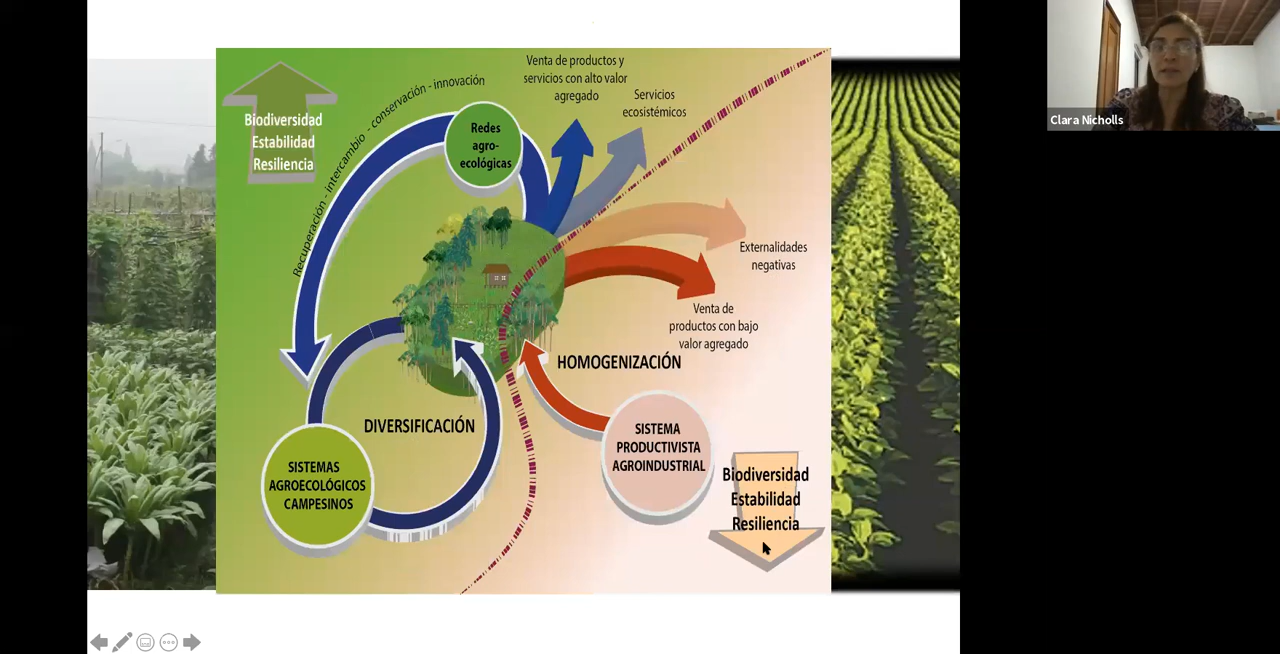 Biodiversidad
Estabilidad
Resiliencia
Recuperación - intercambio - conservación - innovación
Redes
agro-
ecológicas
Venta de productos y
servicios con alto valor
agregado
Servicios
ecosistémicos
Externalidades
negativas
Venta de
productos con bajo
valor agregado
HOMOGENIZACIÓN
DIVERSIFICACIÓN
SISTEMAS
AGROECOLÓGICOS
CAMPESINOS
SISTEMA
PRODUCTIVISTA
AGROINDUSTRIAL
Biodiversidad
Estabilidad
Resiliencia
Clara Nicholls